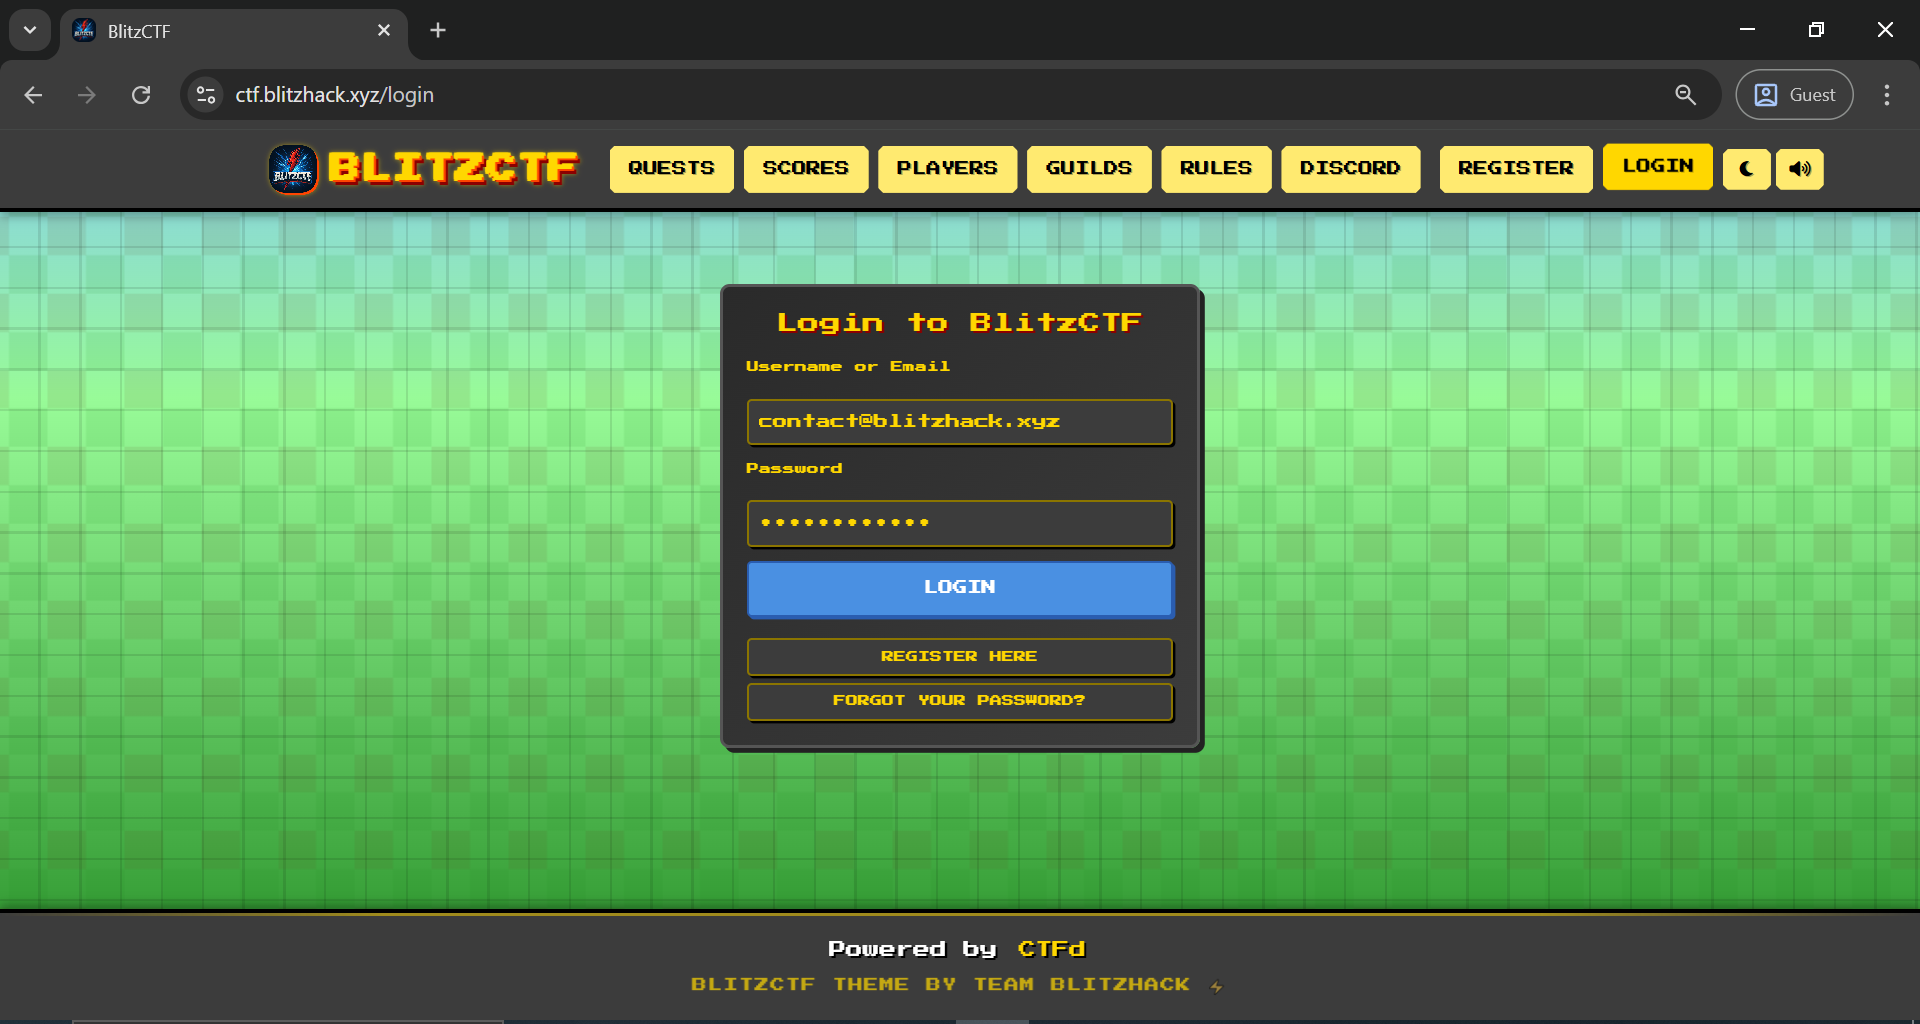 BlitzCTF
ctf.blitzhack.xyz/login
Guest
BLITZCTF
BLITZCTF
QUESTS
SCORES
PLAYERS
GUILDS
RULES
DISCORD
REGISTER
LOGIN
Login to BlitzCTF
Username or Email
contact@blitzhack.xyz
Password
••••••••••••
LOGIN
REGISTER HERE
FORGOT YOUR PASSWORD?
Powered by CTFd
BLITZCTF THEME BY TEAM BLITZHACK